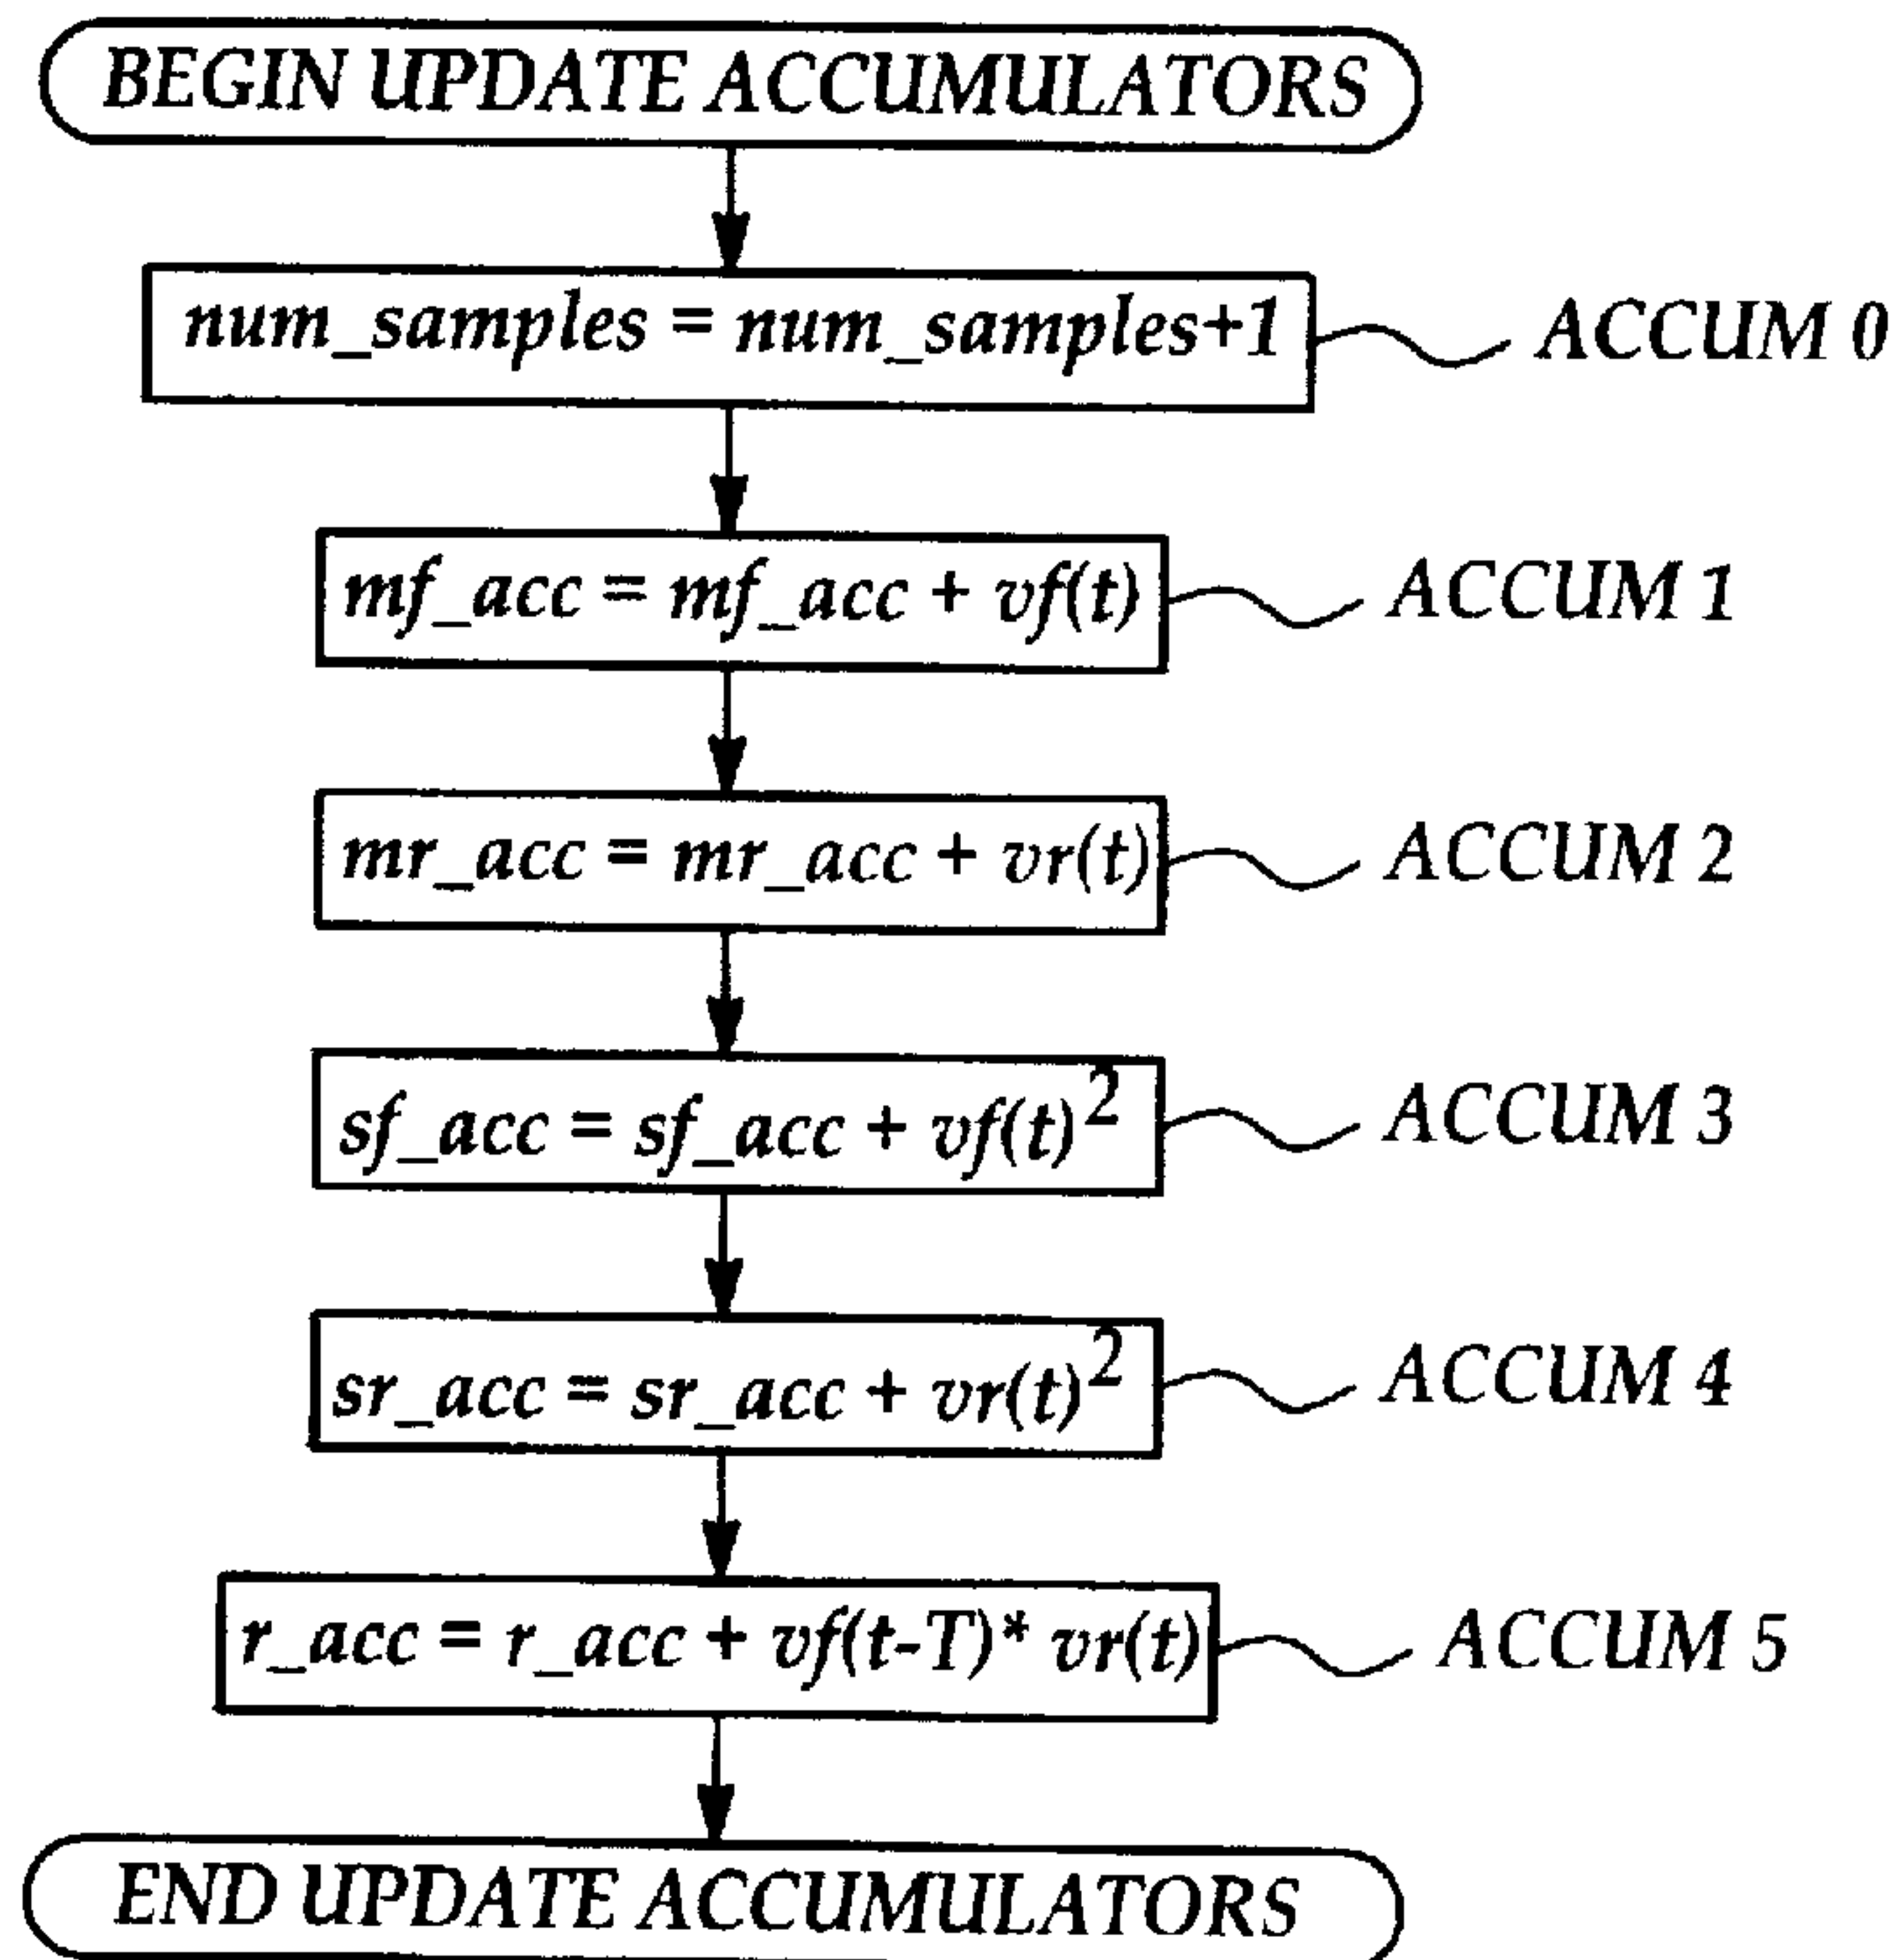 BEGIN UPDATE ACCUMULATORS
num_samples = num_samples+1
ACCUM 0
mf_acc = mf_acc + vf(t)
ACCUM 1
mr_acc = mr_acc + vr(t)
ACCUM 2
sf_acc = sf_acc + vf(t)²
ACCUM 3
sr_acc = sr_acc + vr(t)²
ACCUM 4
r_acc = r_acc + vf(t-T)* vr(t)
ACCUM 5
END UPDATE ACCUMULATORS